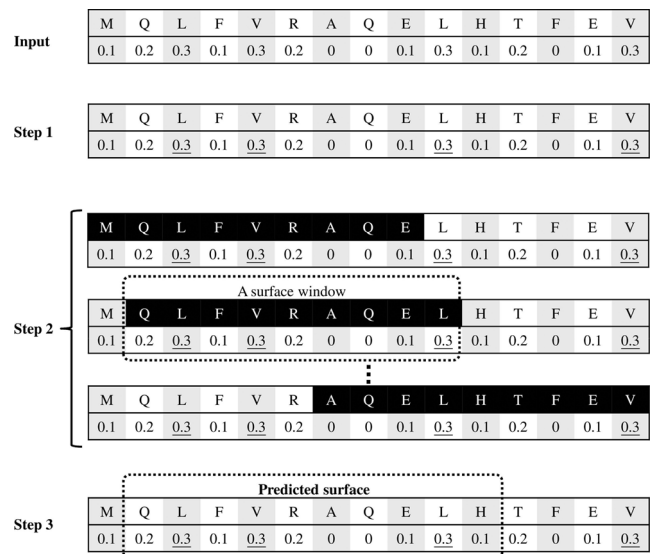 M Q L F V R A Q E L H T F E V
Input
0.1 0.2 0.3 0.1 0.3 0.2 0 0 0.1 0.3 0.1 0.2 0 0.1 0.3
M Q L F V R A Q E L H T F E V
Step 1
0.1 0.2 0.3 0.1 0.3 0.2 0 0 0.1 0.3 0.1 0.2 0 0.1 0.3
M Q L F V R A Q E L H T F E V
0.1 0.2 0.3 0.1 0.3 0.2 0 0 0.1 0.3 0.1 0.2 0 0.1 0.3
A surface window
M Q L F V R A Q E L H T F E V
Step 2
0.1 0.2 0.3 0.1 0.3 0.2 0 0 0.1 0.3 0.1 0.2 0 0.1 0.3
M Q L F V R A Q E L H T F E V
0.1 0.2 0.3 0.1 0.3 0.2 0 0 0.1 0.3 0.1 0.2 0 0.1 0.3
Predicted surface
M Q L F V R A Q E L H T F E V
Step 3
0.1 0.2 0.3 0.1 0.3 0.2 0 0 0.1 0.3 0.1 0.2 0 0.1 0.3